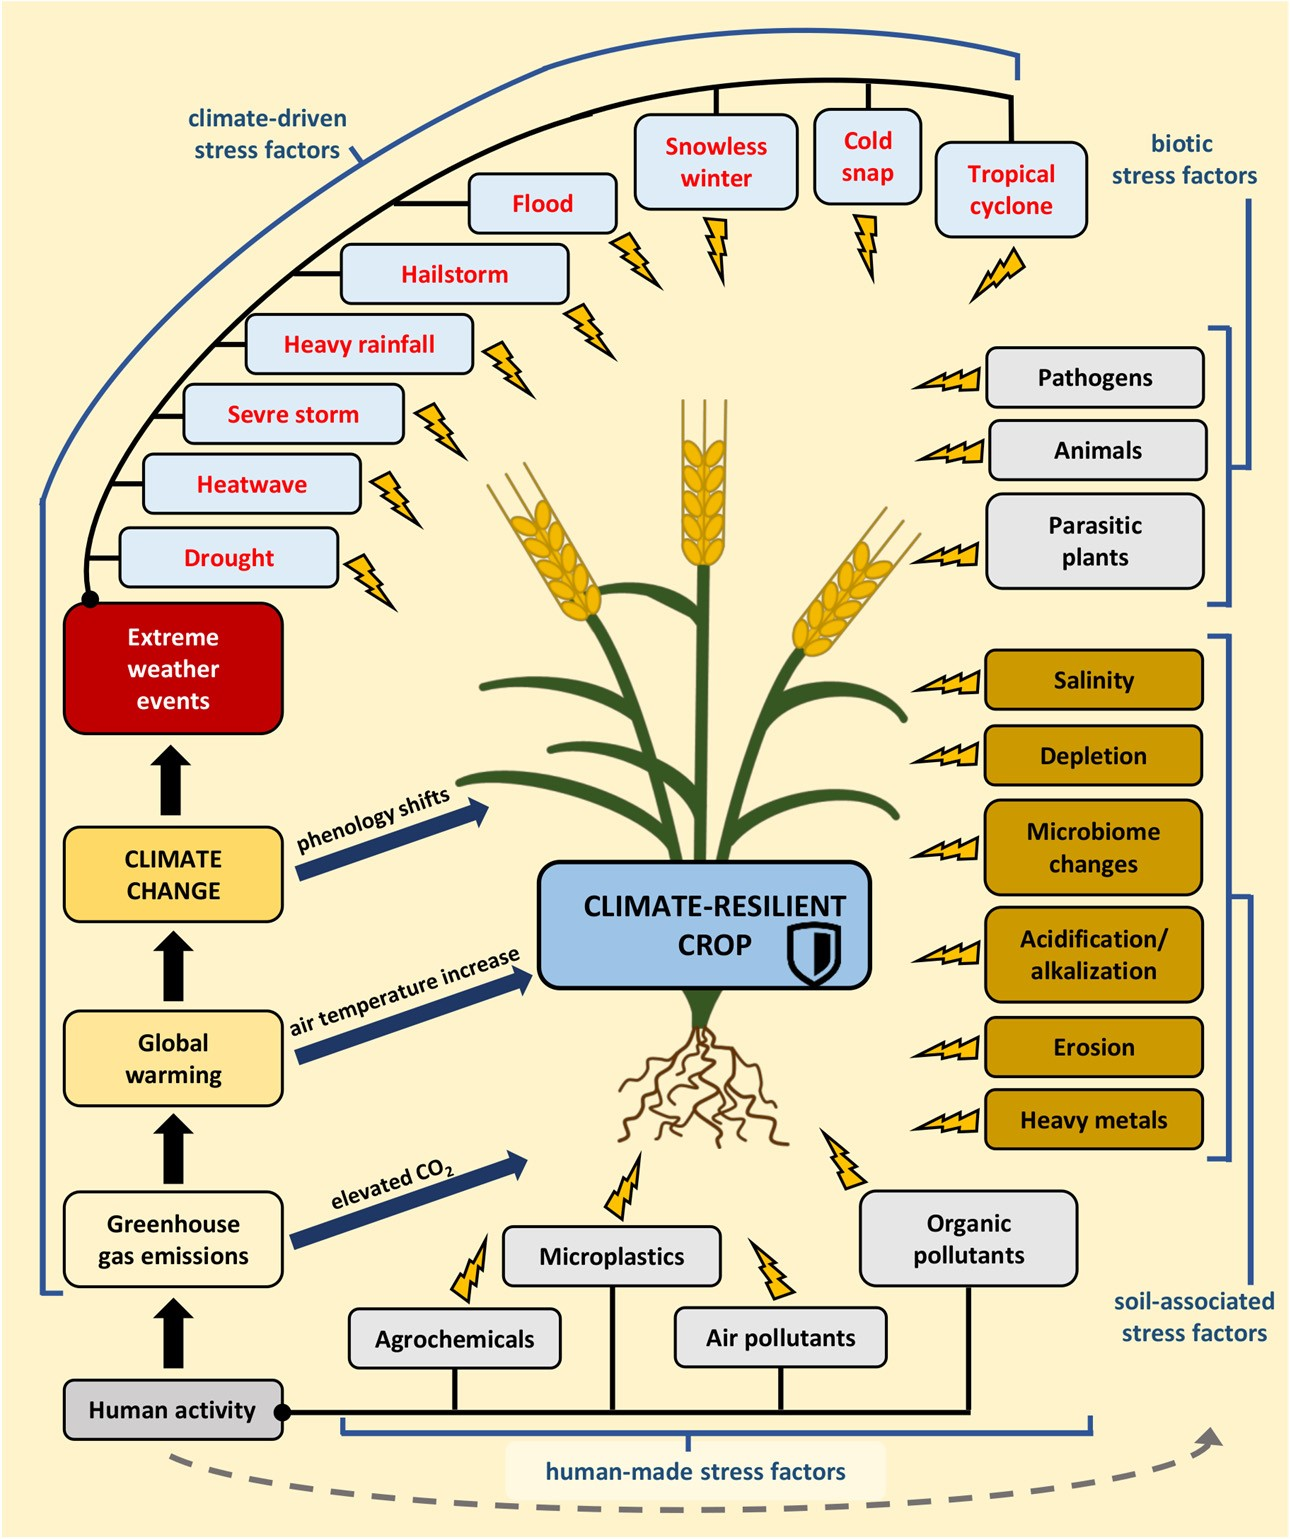 climate-driven
stress factors
Snowless
winter
Cold
snap
Tropical
cyclone
biotic
stress factors
Flood
Hailstorm
Heavy rainfall
Sevre storm
Heatwave
Drought
Extreme
weather
events
Pathogens
Animals
Parasitic
plants
Salinity
Depletion
Microbiome
changes
Acidification/
alkalization
Erosion
Heavy metals
phenology shifts
CLIMATE
CHANGE
CLIMATE-RESILIENT
CROP
air temperature increase
Global
warming
elevated CO₂
Greenhouse
gas emissions
Microplastics
Organic
pollutants
Agrochemicals
Air pollutants
soil-associated
stress factors
Human activity
human-made stress factors